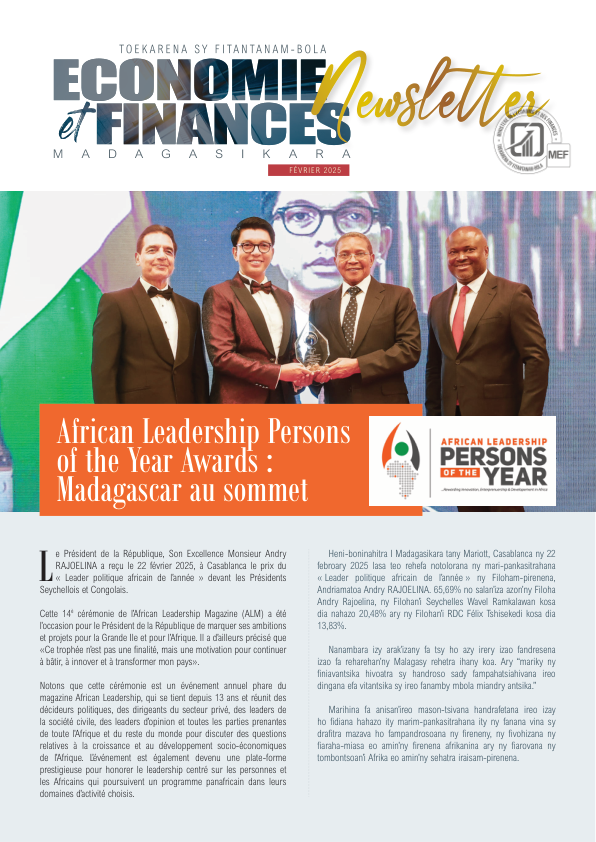 TOEKARENA SY FITANTANAM-BOLA
ECONOMIE
et FINANCES
Newsletter
MADAGASIKARA
FÉVRIER 2025
MEF
African Leadership Persons
of the Year Awards :
Madagascar au sommet
AFRICAN LEADERSHIP
PERSONS
OF THE YEAR
Le Président de la République, Son Excellence Monsieur Andry
RAJOELINA a reçu le 22 février 2025, à Casablanca le prix du
« Leader politique africain de l'année » devant les Présidents
Seychellois et Congolais.
Cette 14e cérémonie de l'African Leadership Magazine (ALM) a été
l'occasion pour le Président de la République de marquer ses ambitions
et projets pour la Grande Ile et pour l'Afrique. Il a d'ailleurs précisé que
«Ce trophée n'est pas une finalité, mais une motivation pour continuer
à bâtir, à innover et à transformer mon pays».
Notons que cette cérémonie est un événement annuel phare du
magazine African Leadership, qui se tient depuis 13 ans et réunit des
décideurs politiques, des dirigeants du secteur privé, des leaders de
la société civile, des leaders d'opinion et toutes les parties prenantes
de toute l'Afrique et du reste du monde pour discuter des questions
relatives à la croissance et au développement socio-économiques
de l'Afrique. L'événement est également devenu une plate-forme
prestigieuse pour honorer le leadership centré sur les personnes et
les Africains qui poursuivent un programme panafricain dans leurs
domaines d'activité choisis.
Heni-boninahitra I Madagasikara tany Mariott, Casablanca ny 22
febroary 2025 lasa teo rehefa notolorana ny mari-pankasitrahana
« Leader politique africain de l'année » ny Filoham-pirenena,
Andriamatoa Andry RAJOELINA. 65,69% no salan'iza azon'ny Filoha
Andry Rajoelina, ny Filohan'i Seychelles Wavel Ramkalawan kosa
dia nahazo 20,48% ary ny Filohan'i RDC Félix Tshisekedi kosa dia
13,83%.
Nanambara izy arak'izany fa tsy ho azy irery izao fandresena
izao fa reharehan'ny Malagasy rehetra ihany koa. Ary "mariky ny
finiavantsika hivoatra sy handroso sady fampahatsiahivana ireo
dingana efa vitantsika sy ireo fanamby mbola miandry antsika."
Marihina fa anisan'ireo mason-tsivana handrafetana ireo izay
ho fidiana hahazo ity marim-pankasitrahana ity ny fanana vina sy
drafitra mazava ho fampandrosoana ny fireneny, ny fivohizana ny
fiaraha-miasa eo amin'ny firenena afrikanina ary ny fiarovana ny
tombontsoan'i Afrika eo amin'ny sehatra iraisam-pirenena.